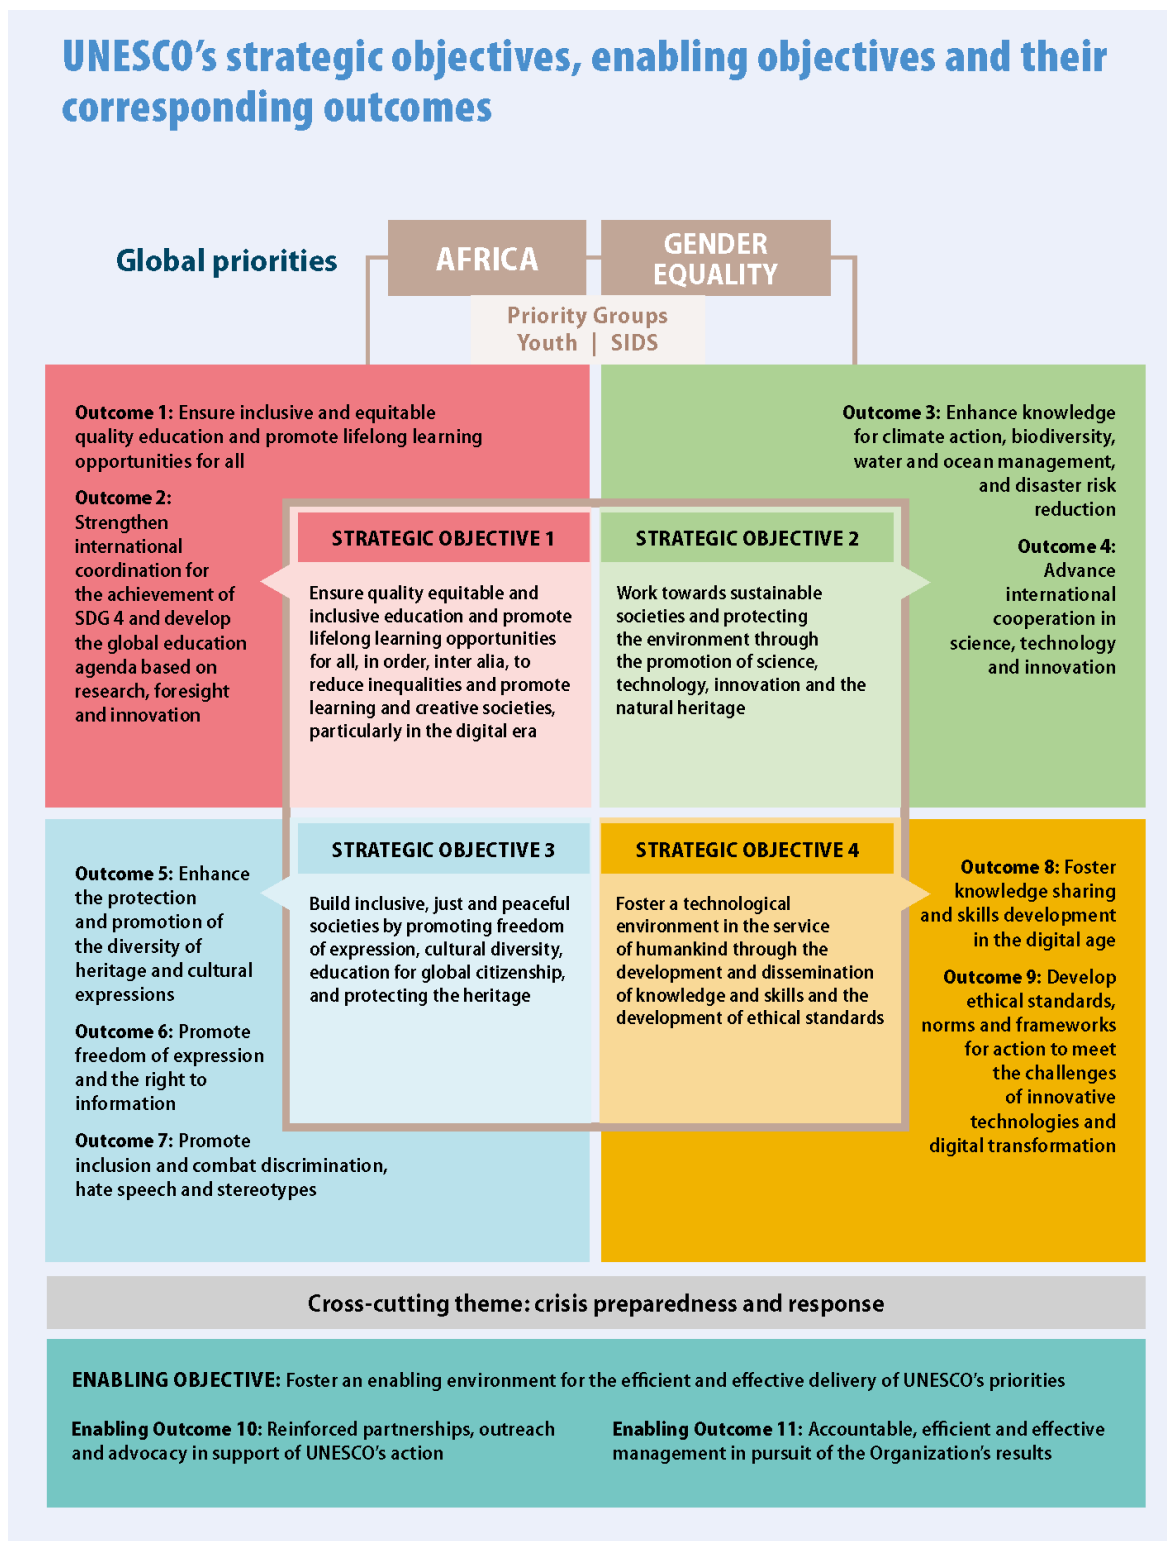 UNESCO's strategic objectives, enabling objectives and their
corresponding outcomes
Global priorities
AFRICA
GENDER
EQUALITY
Priority Groups
Youth | SIDS
Outcome 1: Ensure inclusive and equitable
quality education and promote lifelong learning
opportunities for all
Outcome 2:
Strengthen
international
coordination for
the achievement of
SDG 4 and develop
the global education
agenda based on
research, foresight
and innovation
STRATEGIC OBJECTIVE 1
Ensure quality equitable and
inclusive education and promote
lifelong learning opportunities
for all, in order, inter alia, to
reduce inequalities and promote
learning and creative societies,
particularly in the digital era
Outcome 3: Enhance knowledge
for climate action, biodiversity,
water and ocean management,
and disaster risk
reduction
Outcome 4:
Advance
international
cooperation in
science, technology
and innovation
STRATEGIC OBJECTIVE 2
Work towards sustainable
societies and protecting
the environment through
the promotion of science,
technology, innovation and the
natural heritage
Outcome 5: Enhance
the protection
and promotion of
the diversity of
heritage and cultural
expressions
Outcome 6: Promote
freedom of expression
and the right to
information
Outcome 7: Promote
inclusion and combat discrimination,
hate speech and stereotypes
STRATEGIC OBJECTIVE 3
Build inclusive, just and peaceful
societies by promoting freedom
of expression, cultural diversity,
education for global citizenship,
and protecting the heritage
STRATEGIC OBJECTIVE 4
Foster a technological
environment in the service
of humankind through the
development and dissemination
of knowledge and skills and the
development of ethical standards
Outcome 8: Foster
knowledge sharing
and skills development
in the digital age
Outcome 9: Develop
ethical standards,
norms and frameworks
for action to meet
the challenges
of innovative
technologies and
digital transformation
Cross-cutting theme: crisis preparedness and response
ENABLING OBJECTIVE: Foster an enabling environment for the efficient and effective delivery of UNESCO's priorities
Enabling Outcome 10: Reinforced partnerships, outreach
and advocacy in support of UNESCO's action
Enabling Outcome 11: Accountable, efficient and effective
management in pursuit of the Organization's results